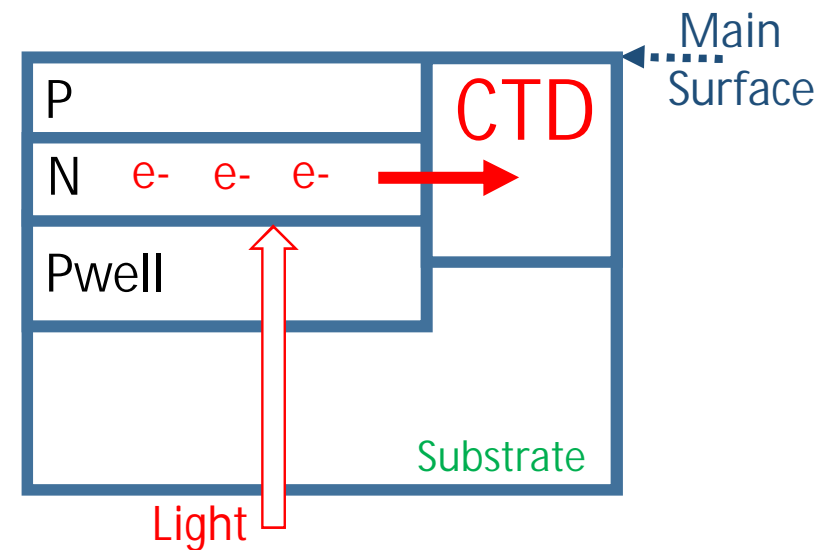 Main
Surface
P
CTD
N e- e- e-
Pwell
Substrate
Light